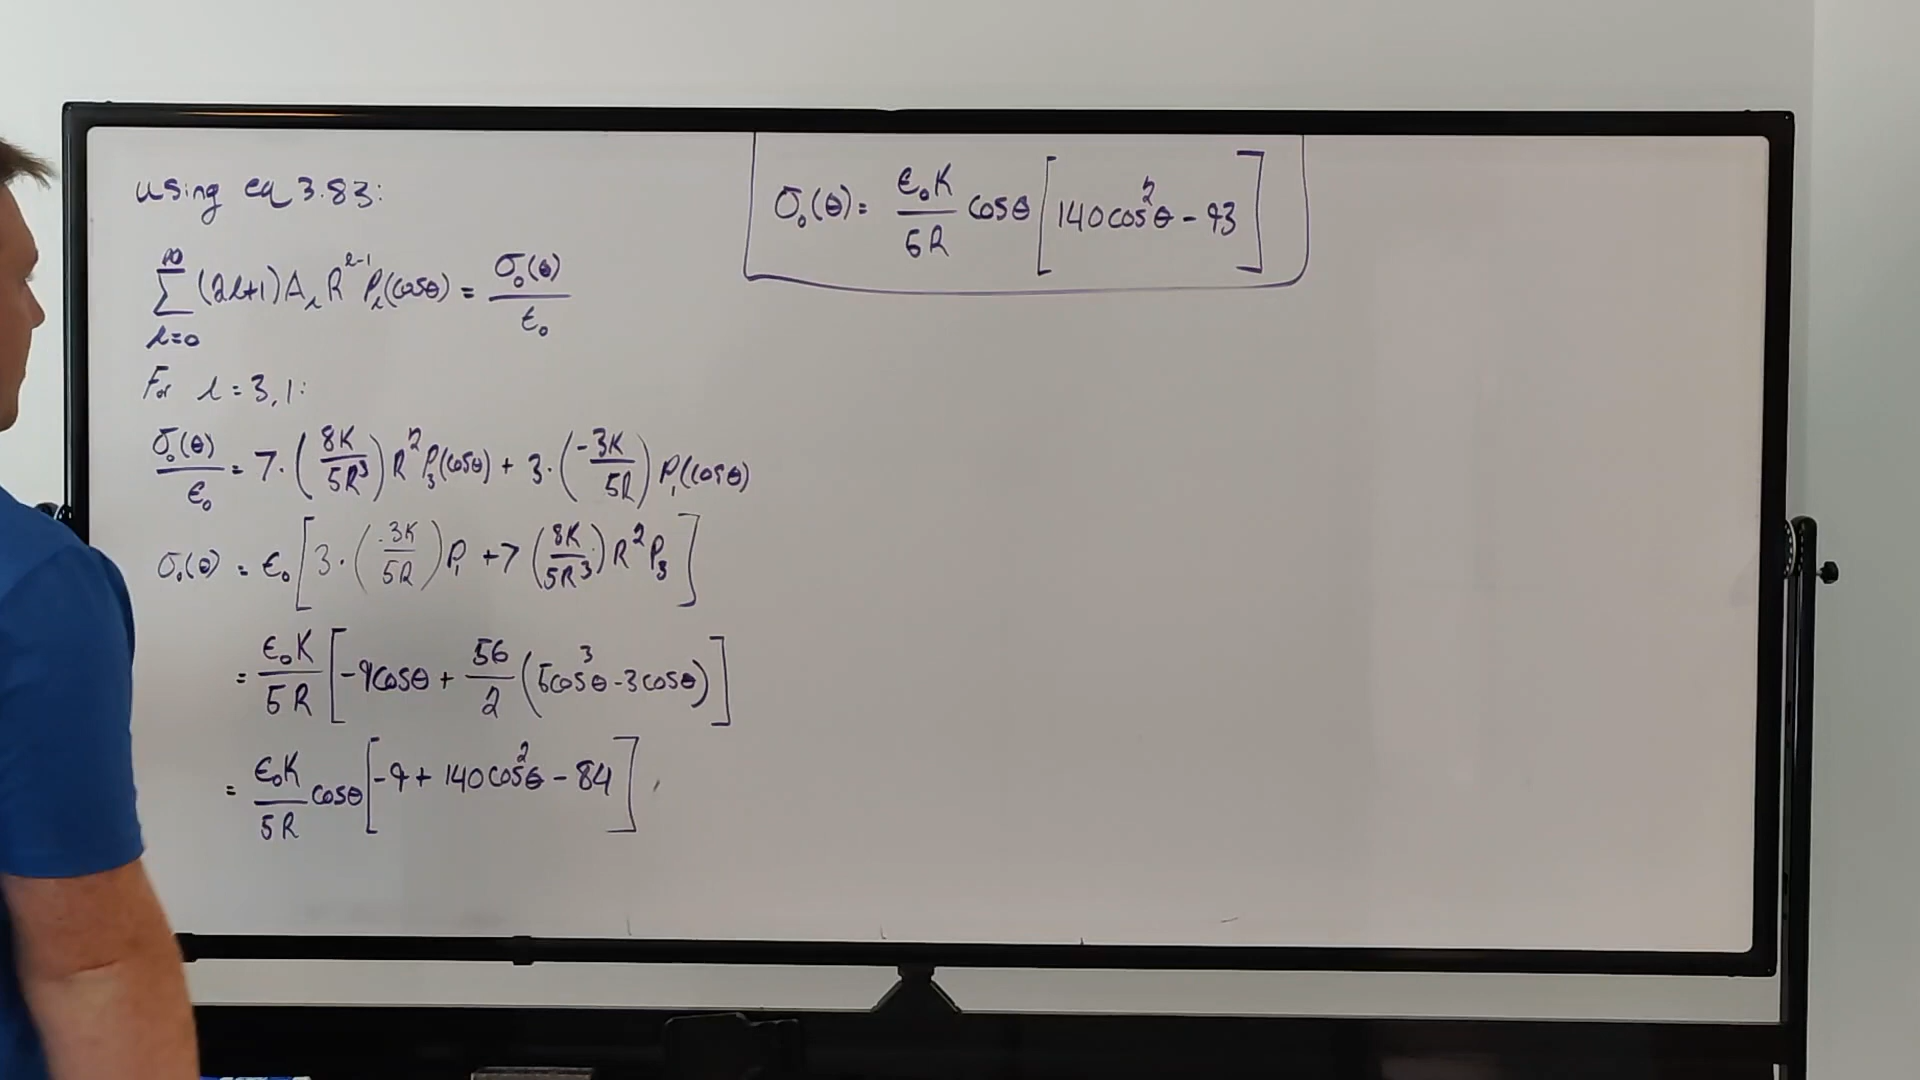 using eq 3.83:
∑_{l=0}^{∞} (2l+1) A_l R^{l-1} P_l(cosθ) = σ₀(θ)/ε₀
For l = 3, 1:
σ₀(θ)/ε₀ = 7·(8K/5R³) R² P₃(cosθ) + 3·(-3K/5R) P₁(cosθ)
σ₀(θ) = ε₀[3·(-3K/5R) P₁ + 7(8K/5R³) R² P₃]
= ε₀K/5R [-9cosθ + 56/2 (5cos³θ - 3cosθ)]
= ε₀K/5R cosθ [-9 + 140cos²θ - 84]
σ₀(θ) = ε₀K/5R cosθ [140cos²θ - 93]